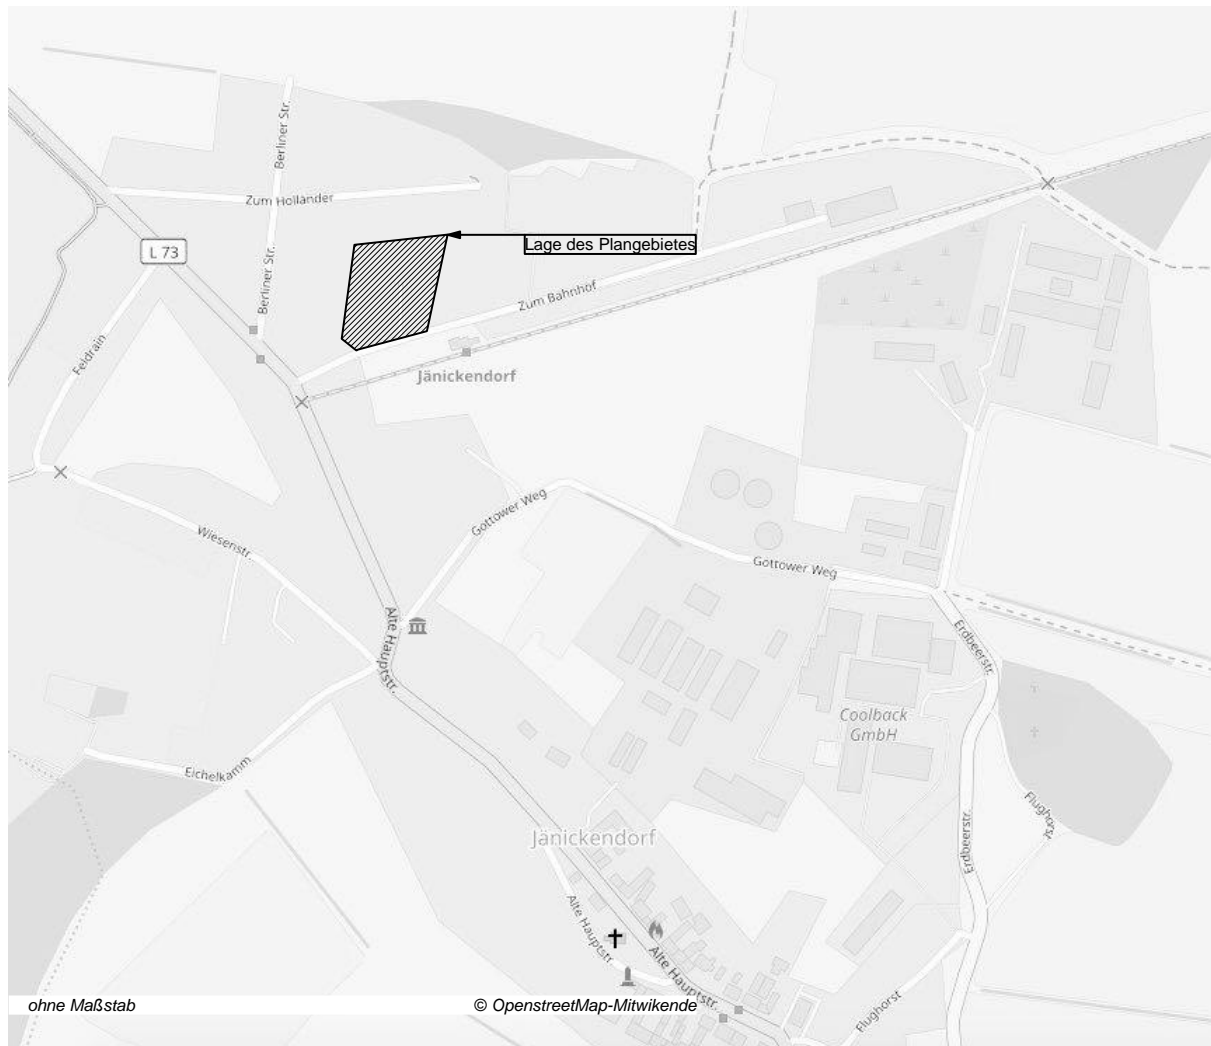 Berliner Str.
Zum Holländer
L 73
Berliner Str.
Lage des Plangebietes
Zum Bahnhof
Feldrain
Jänickendorf
Gottower Weg
Wiesenstr.
Gottower Weg
Alte Hauptstr.
Erdbeerstr.
Coolback
GmbH
Eichelkamm
Flughorst
Erdbeerstr.
Jänickendorf
Alte Hauptstr.
Alte Hauptstr.
Flughorst
ohne Maßstab
© OpenstreetMap-Mitwikende